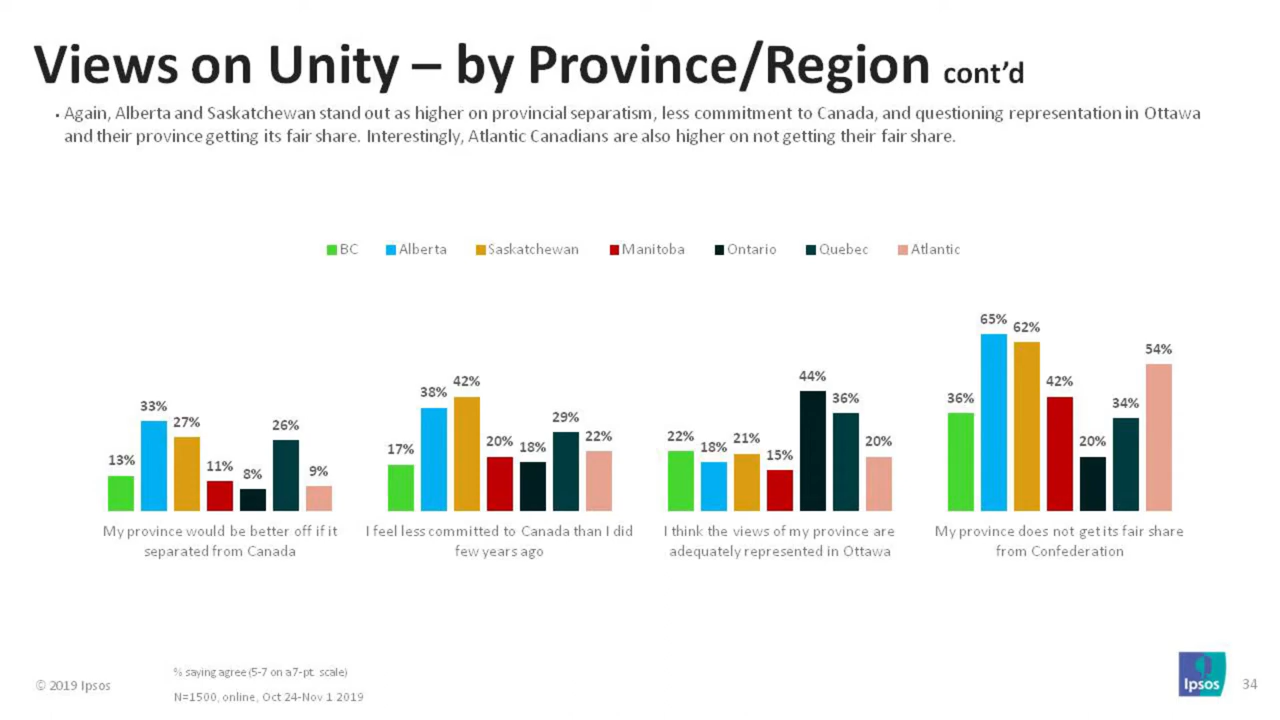 Views on Unity – by Province/Region cont'd
• Again, Alberta and Saskatchewan stand out as higher on provincial separatism, less commitment to Canada, and questioning representation in Ottawa
and their province getting its fair share. Interestingly, Atlantic Canadians are also higher on not getting their fair share.
BC Alberta Saskatchewan Manitoba Ontario Quebec Atlantic
13% 33% 27% 11% 8% 26% 9%
17% 38% 42% 20% 18% 29% 22%
22% 18% 21% 15% 44% 36% 20%
36% 65% 62% 42% 20% 34% 54%
My province would be better off if it
separated from Canada
I feel less committed to Canada than I did
few years ago
I think the views of my province are
adequately represented in Ottawa
My province does not get its fair share
from Confederation
© 2019 Ipsos
% saying agree (5-7 on a 7-pt. scale)
N=1500, online, Oct 24-Nov 1 2019
Ipsos
34